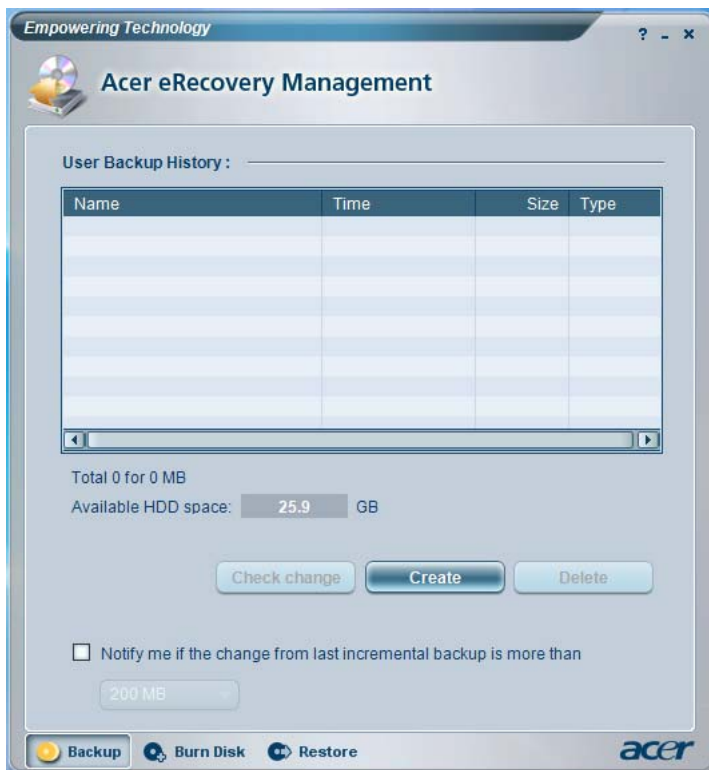 Empowering Technology
? - x
Acer eRecovery Management
User Backup History :
Name Time Size Type
Total 0 for 0 MB
Available HDD space: 25.9 GB
Check change Create Delete
Notify me if the change from last incremental backup is more than
200 MB
Backup Burn Disk Restore acer